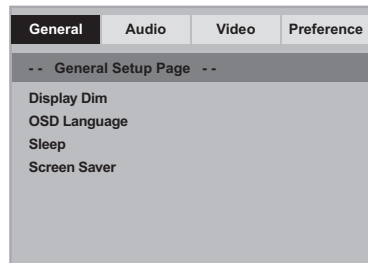 General Audio Video Preference
- - General Setup Page - -
Display Dim
OSD Language
Sleep
Screen Saver